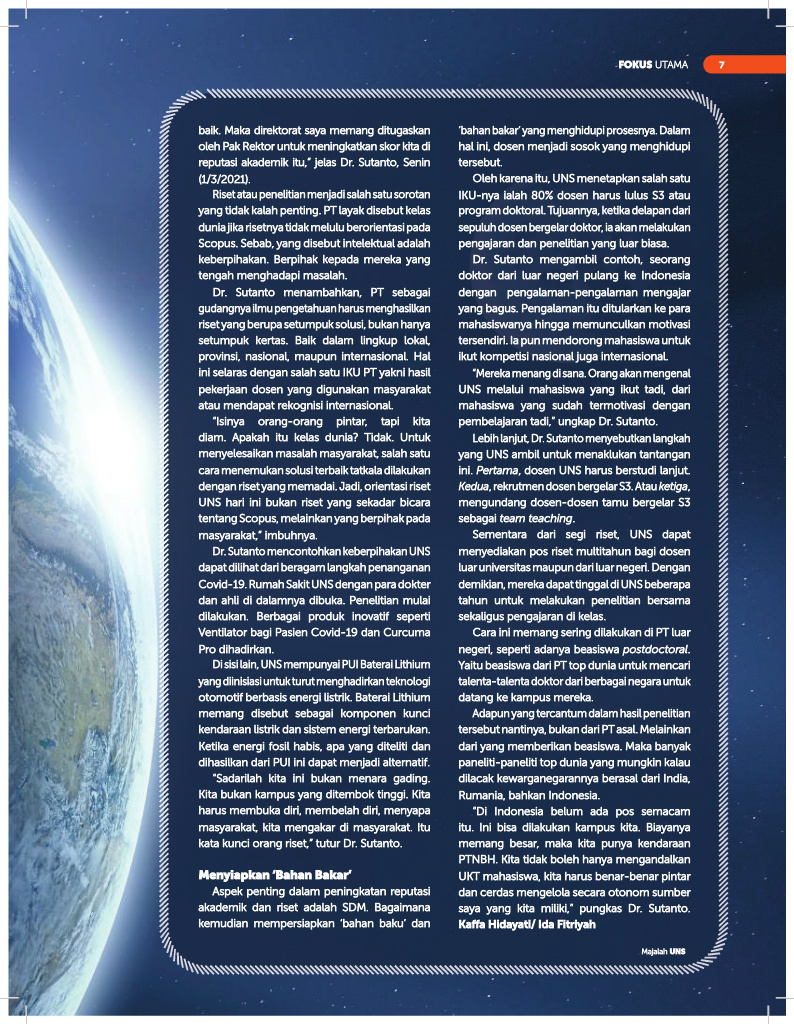 FOKUS UTAMA
7
baik. Maka direktorat saya memang ditugaskan
oleh Pak Rektor untuk meningkatkan skor kita di
reputasi akademik itu,” jelas Dr. Sutanto, Senin
(1/3/2021).
Riset atau penelitian menjadi salah satu sorotan
yang tidak kalah penting. PT layak disebut kelas
dunia jika risetnya tidak melulu berorientasi pada
Scopus. Sebab, yang disebut intelektual adalah
keberpihakan. Berpihak kepada mereka yang
tengah menghadapi masalah.
Dr. Sutanto menambahkan, PT sebagai
gudangnya ilmu pengetahuan harus menghasilkan
riset yang berupa setumpuk solusi, bukan hanya
setumpuk kertas. Baik dalam lingkup lokal,
provinsi, nasional, maupun internasional. Hal
ini selaras dengan salah satu IKU PT yakni hasil
pekerjaan dosen yang digunakan masyarakat
atau mendapat rekognisi internasional.
“Isinya orang-orang pintar, tapi kita
diam. Apakah itu kelas dunia? Tidak. Untuk
menyelesaikan masalah masyarakat, salah satu
cara menemukan solusi terbaik tatkala dilakukan
dengan riset yang memadai. Jadi, orientasi riset
UNS hari ini bukan riset yang sekadar bicara
tentang Scopus, melainkan yang berpihak pada
masyarakat,” imbuhnya.
Dr. Sutanto mencontohkan keberpihakan UNS
dapat dilihat dari beragam langkah penanganan
Covid-19. Rumah Sakit UNS dengan para dokter
dan ahli di dalamnya dibuka. Penelitian mulai
dilakukan. Berbagai produk inovatif seperti
Ventilator bagi Pasien Covid-19 dan Curcuma
Pro dihadirkan.
Di sisi lain, UNS mempunyai PUI Baterai Lithium
yang diinisiasi untuk turut menghadirkan teknologi
otomotif berbasis energi listrik. Baterai Lithium
memang disebut sebagai komponen kunci
kendaraan listrik dan sistem energi terbarukan.
Ketika energi fosil habis, apa yang diteliti dan
dihasilkan dari PUI ini dapat menjadi alternatif.
“Sadarilah kita ini bukan menara gading.
Kita bukan kampus yang ditembok tinggi. Kita
harus membuka diri, membelah diri, menyapa
masyarakat, kita mengakar di masyarakat. Itu
kata kunci orang riset,” tutur Dr. Sutanto.
Menyiapkan ‘Bahan Bakar’
Aspek penting dalam peningkatan reputasi
akademik dan riset adalah SDM. Bagaimana
kemudian mempersiapkan ‘bahan baku’ dan
‘bahan bakar’ yang menghidupi prosesnya. Dalam
hal ini, dosen menjadi sosok yang menghidupi
tersebut.
Oleh karena itu, UNS menetapkan salah satu
IKU-nya ialah 80% dosen harus lulus S3 atau
program doktoral. Tujuannya, ketika delapan dari
sepuluh dosen bergelar doktor, ia akan melakukan
pengajaran dan penelitian yang luar biasa.
Dr. Sutanto mengambil contoh, seorang
doktor dari luar negeri pulang ke Indonesia
dengan pengalaman-pengalaman mengajar
yang bagus. Pengalaman itu ditularkan ke para
mahasiswanya hingga memunculkan motivasi
tersendiri. Ia pun mendorong mahasiswa untuk
ikut kompetisi nasional juga internasional.
“Mereka menang di sana. Orang akan mengenal
UNS melalui mahasiswa yang ikut tadi, dari
mahasiswa yang sudah termotivasi dengan
pembelajaran tadi,” ungkap Dr. Sutanto.
Lebih lanjut, Dr. Sutanto menyebutkan langkah
yang UNS ambil untuk menaklukan tantangan
ini. Pertama, dosen UNS harus berstudi lanjut.
Kedua, rekrutmen dosen bergelar S3. Atau ketiga,
mengundang dosen-dosen tamu bergelar S3
sebagai team teaching.
Sementara dari segi riset, UNS dapat
menyediakan pos riset multitahun bagi dosen
luar universitas maupun dari luar negeri. Dengan
demikian, mereka dapat tinggal di UNS beberapa
tahun untuk melakukan penelitian bersama
sekaligus pengajaran di kelas.
Cara ini memang sering dilakukan di PT luar
negeri, seperti adanya beasiswa postdoctoral.
Yaitu beasiswa dari PT top dunia untuk mencari
talenta-talenta doktor dari berbagai negara untuk
datang ke kampus mereka.
Adapun yang tercantum dalam hasil penelitian
tersebut nantinya, bukan dari PT asal. Melainkan
dari yang memberikan beasiswa. Maka banyak
paneliti-paneliti top dunia yang mungkin kalau
dilacak kewarganegarannya berasal dari India,
Rumania, bahkan Indonesia.
“Di Indonesia belum ada pos semacam
itu. Ini bisa dilakukan kampus kita. Biayanya
memang besar, maka kita punya kendaraan
PTNBH. Kita tidak boleh hanya mengandalkan
UKT mahasiswa, kita harus benar-benar pintar
dan cerdas mengelola secara otonom sumber
saya yang kita miliki,” pungkas Dr. Sutanto.
Kaffa Hidayati/ Ida Fitriyah
Majalah UNS